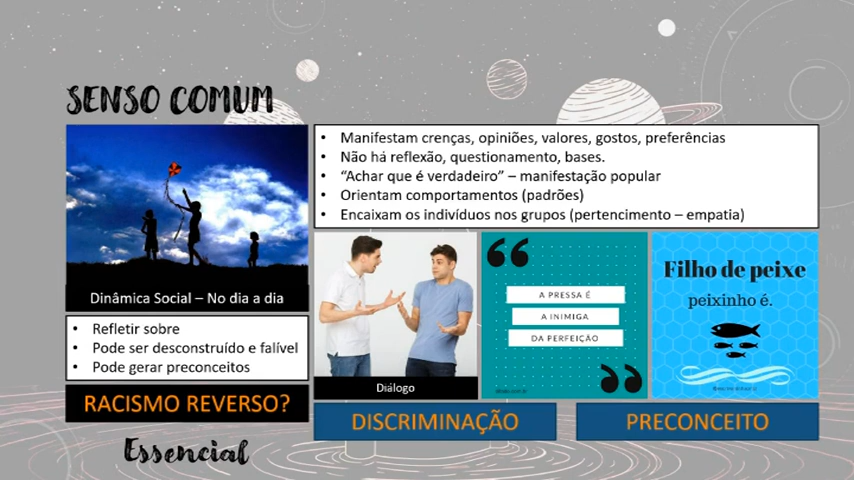 SENSO COMUM
• Manifestam crenças, opiniões, valores, gostos, preferências
• Não há reflexão, questionamento, bases.
• “Achar que é verdadeiro” – manifestação popular
• Orientam comportamentos (padrões)
• Encaixam os indivíduos nos grupos (pertencimento – empatia)
Dinâmica Social – No dia a dia
• Refletir sobre
• Pode ser desconstruído e falível
• Pode gerar preconceitos
RACISMO REVERSO?
Essencial
Diálogo
“
A PRESSA É
A INIMIGA
DA PERFEIÇÃO
”
Filho de peixe
peixinho é.
DISCRIMINAÇÃO
PRECONCEITO